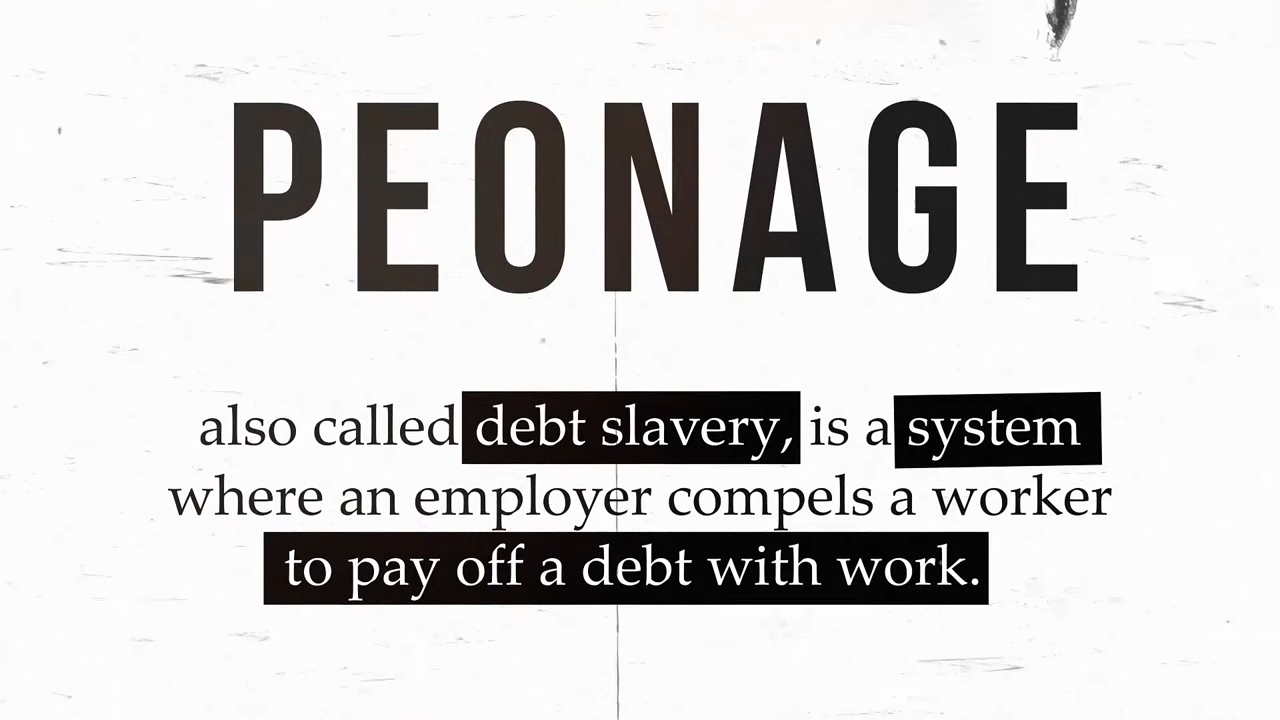 PEONAGE
also called debt slavery, is a system
where an employer compels a worker
to pay off a debt with work.